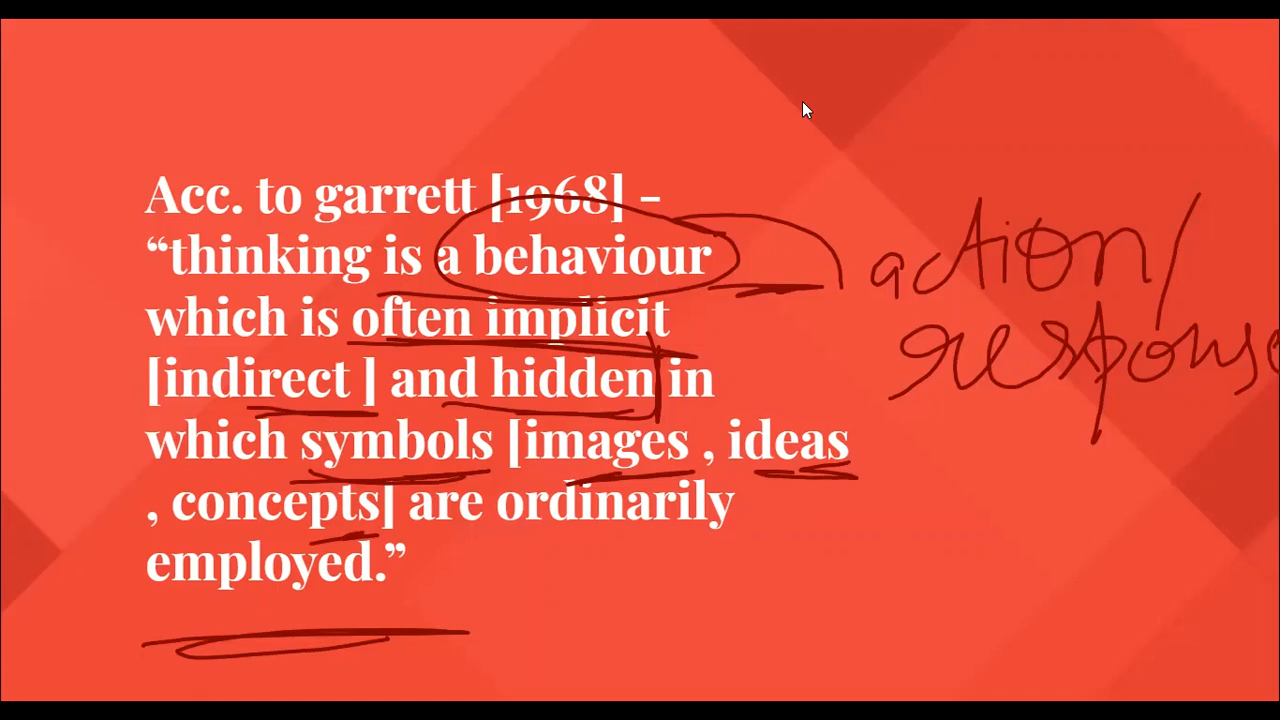 Acc. to garrett [1968] -
“thinking is a behaviour
which is often implicit
[indirect ] and hidden in
which symbols [images , ideas
, concepts] are ordinarily
employed.”
action/
response